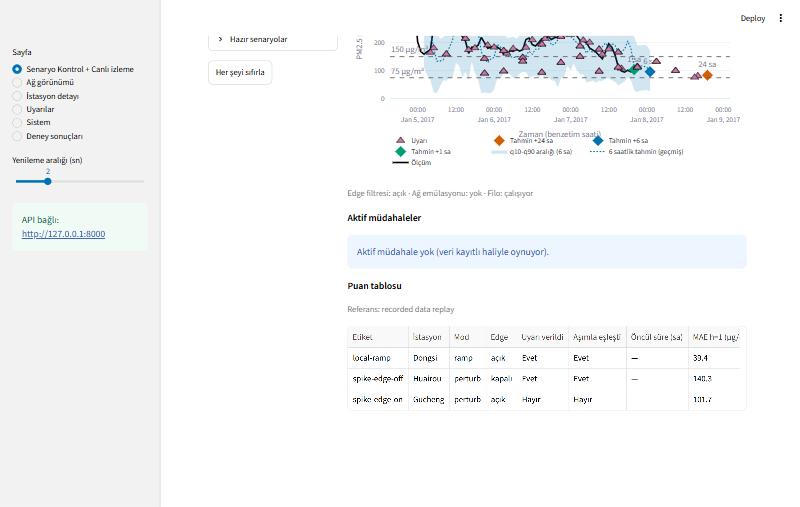 Deploy
Sayfa
Senaryo Kontrol + Canlı izleme
Ağ görünümü
İstasyon detayı
Uyarılar
Sistem
Deney sonuçları
Yenileme aralığı (sn)
2
API bağlı:
http://127.0.0.1:8000
Hazır senaryolar
Her şeyi sıfırla
PM2.5
200
150 µg/m³
75 µg/m³
0
24 sa
00:00 12:00 00:00 12:00 00:00 12:00 00:00 12:00 00:00
Jan 5, 2017 Jan 6, 2017 Jan 7, 2017 Jan 8, 2017 Jan 9, 2017
Zaman (benzetim saati)
Uyarı Tahmin +24 sa Tahmin +6 sa
Tahmin +1 sa q10-q90 aralığı (6 sa) 6 saatlik tahmin (geçmiş)
Ölçüm
Edge filtresi: açık · Ağ emülasyonu: yok · Filo: çalışıyor
Aktif müdahaleler
Aktif müdahale yok (veri kayıtlı haliyle oynuyor).
Puan tablosu
Referans: recorded data replay
Etiket İstasyon Mod Edge Uyarı verildi Aşımla eşleşti Öncül süre (sa) MAE h=1 (µg/
local-ramp Dongsi ramp açık Evet Evet — 39.4
spike-edge-off Huairou perturb kapalı Evet Evet — 140.3
spike-edge-on Gucheng perturb açık Hayır Hayır 101.7